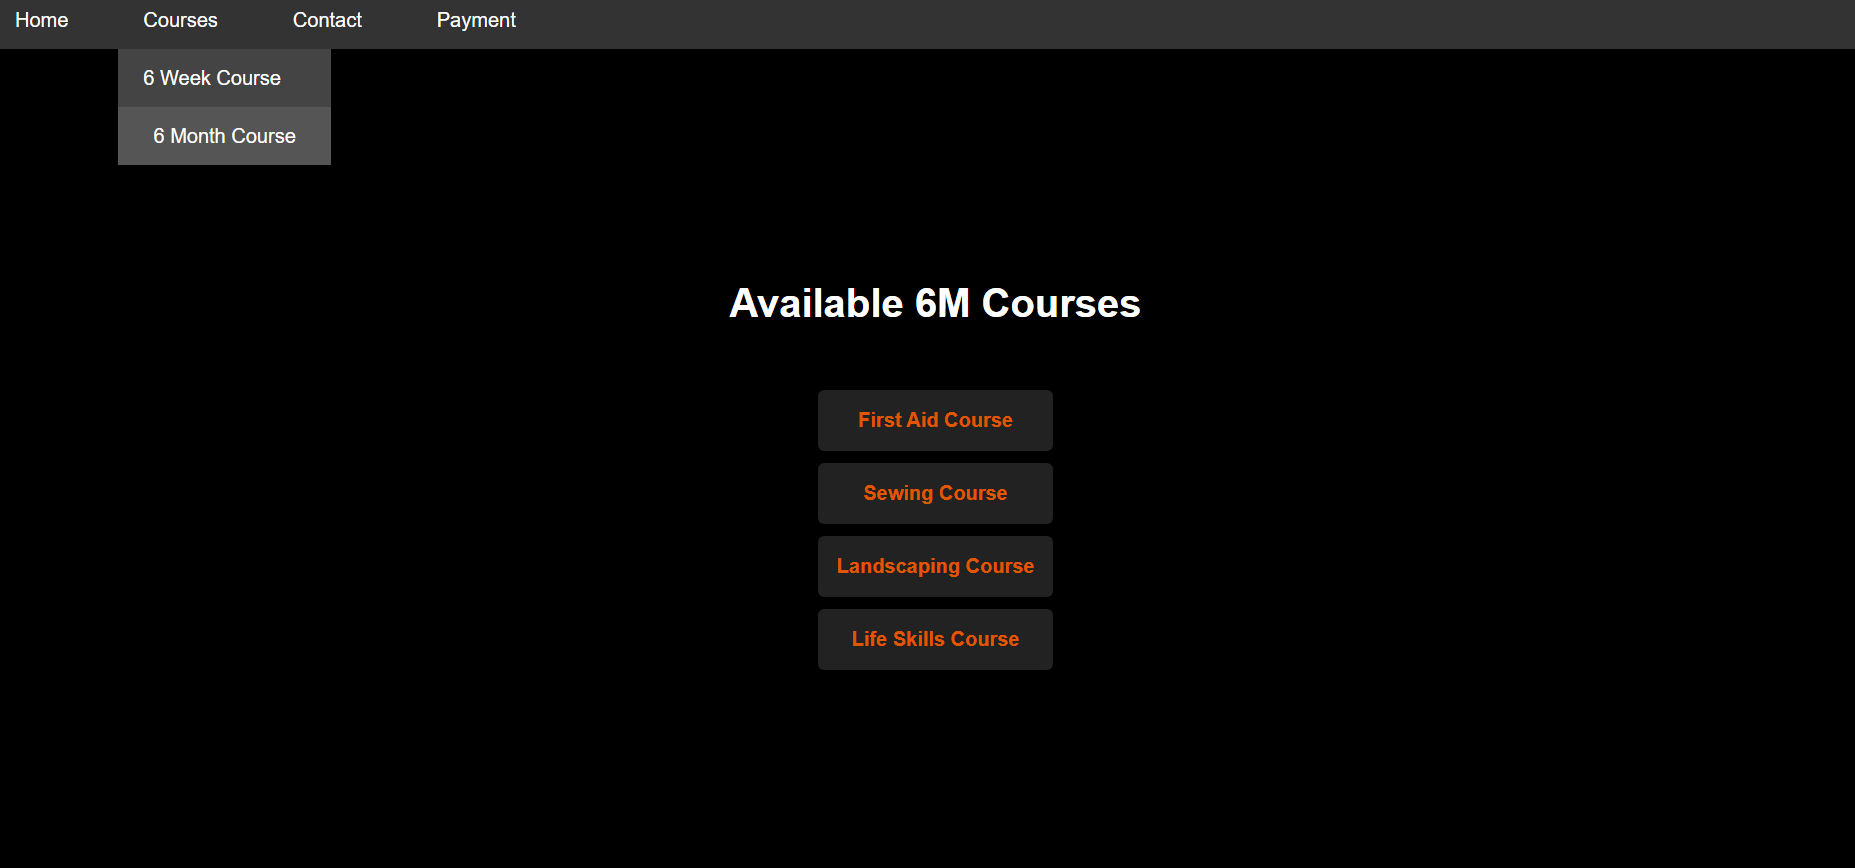 Home Courses Contact Payment
6 Week Course
6 Month Course
Available 6M Courses
First Aid Course
Sewing Course
Landscaping Course
Life Skills Course